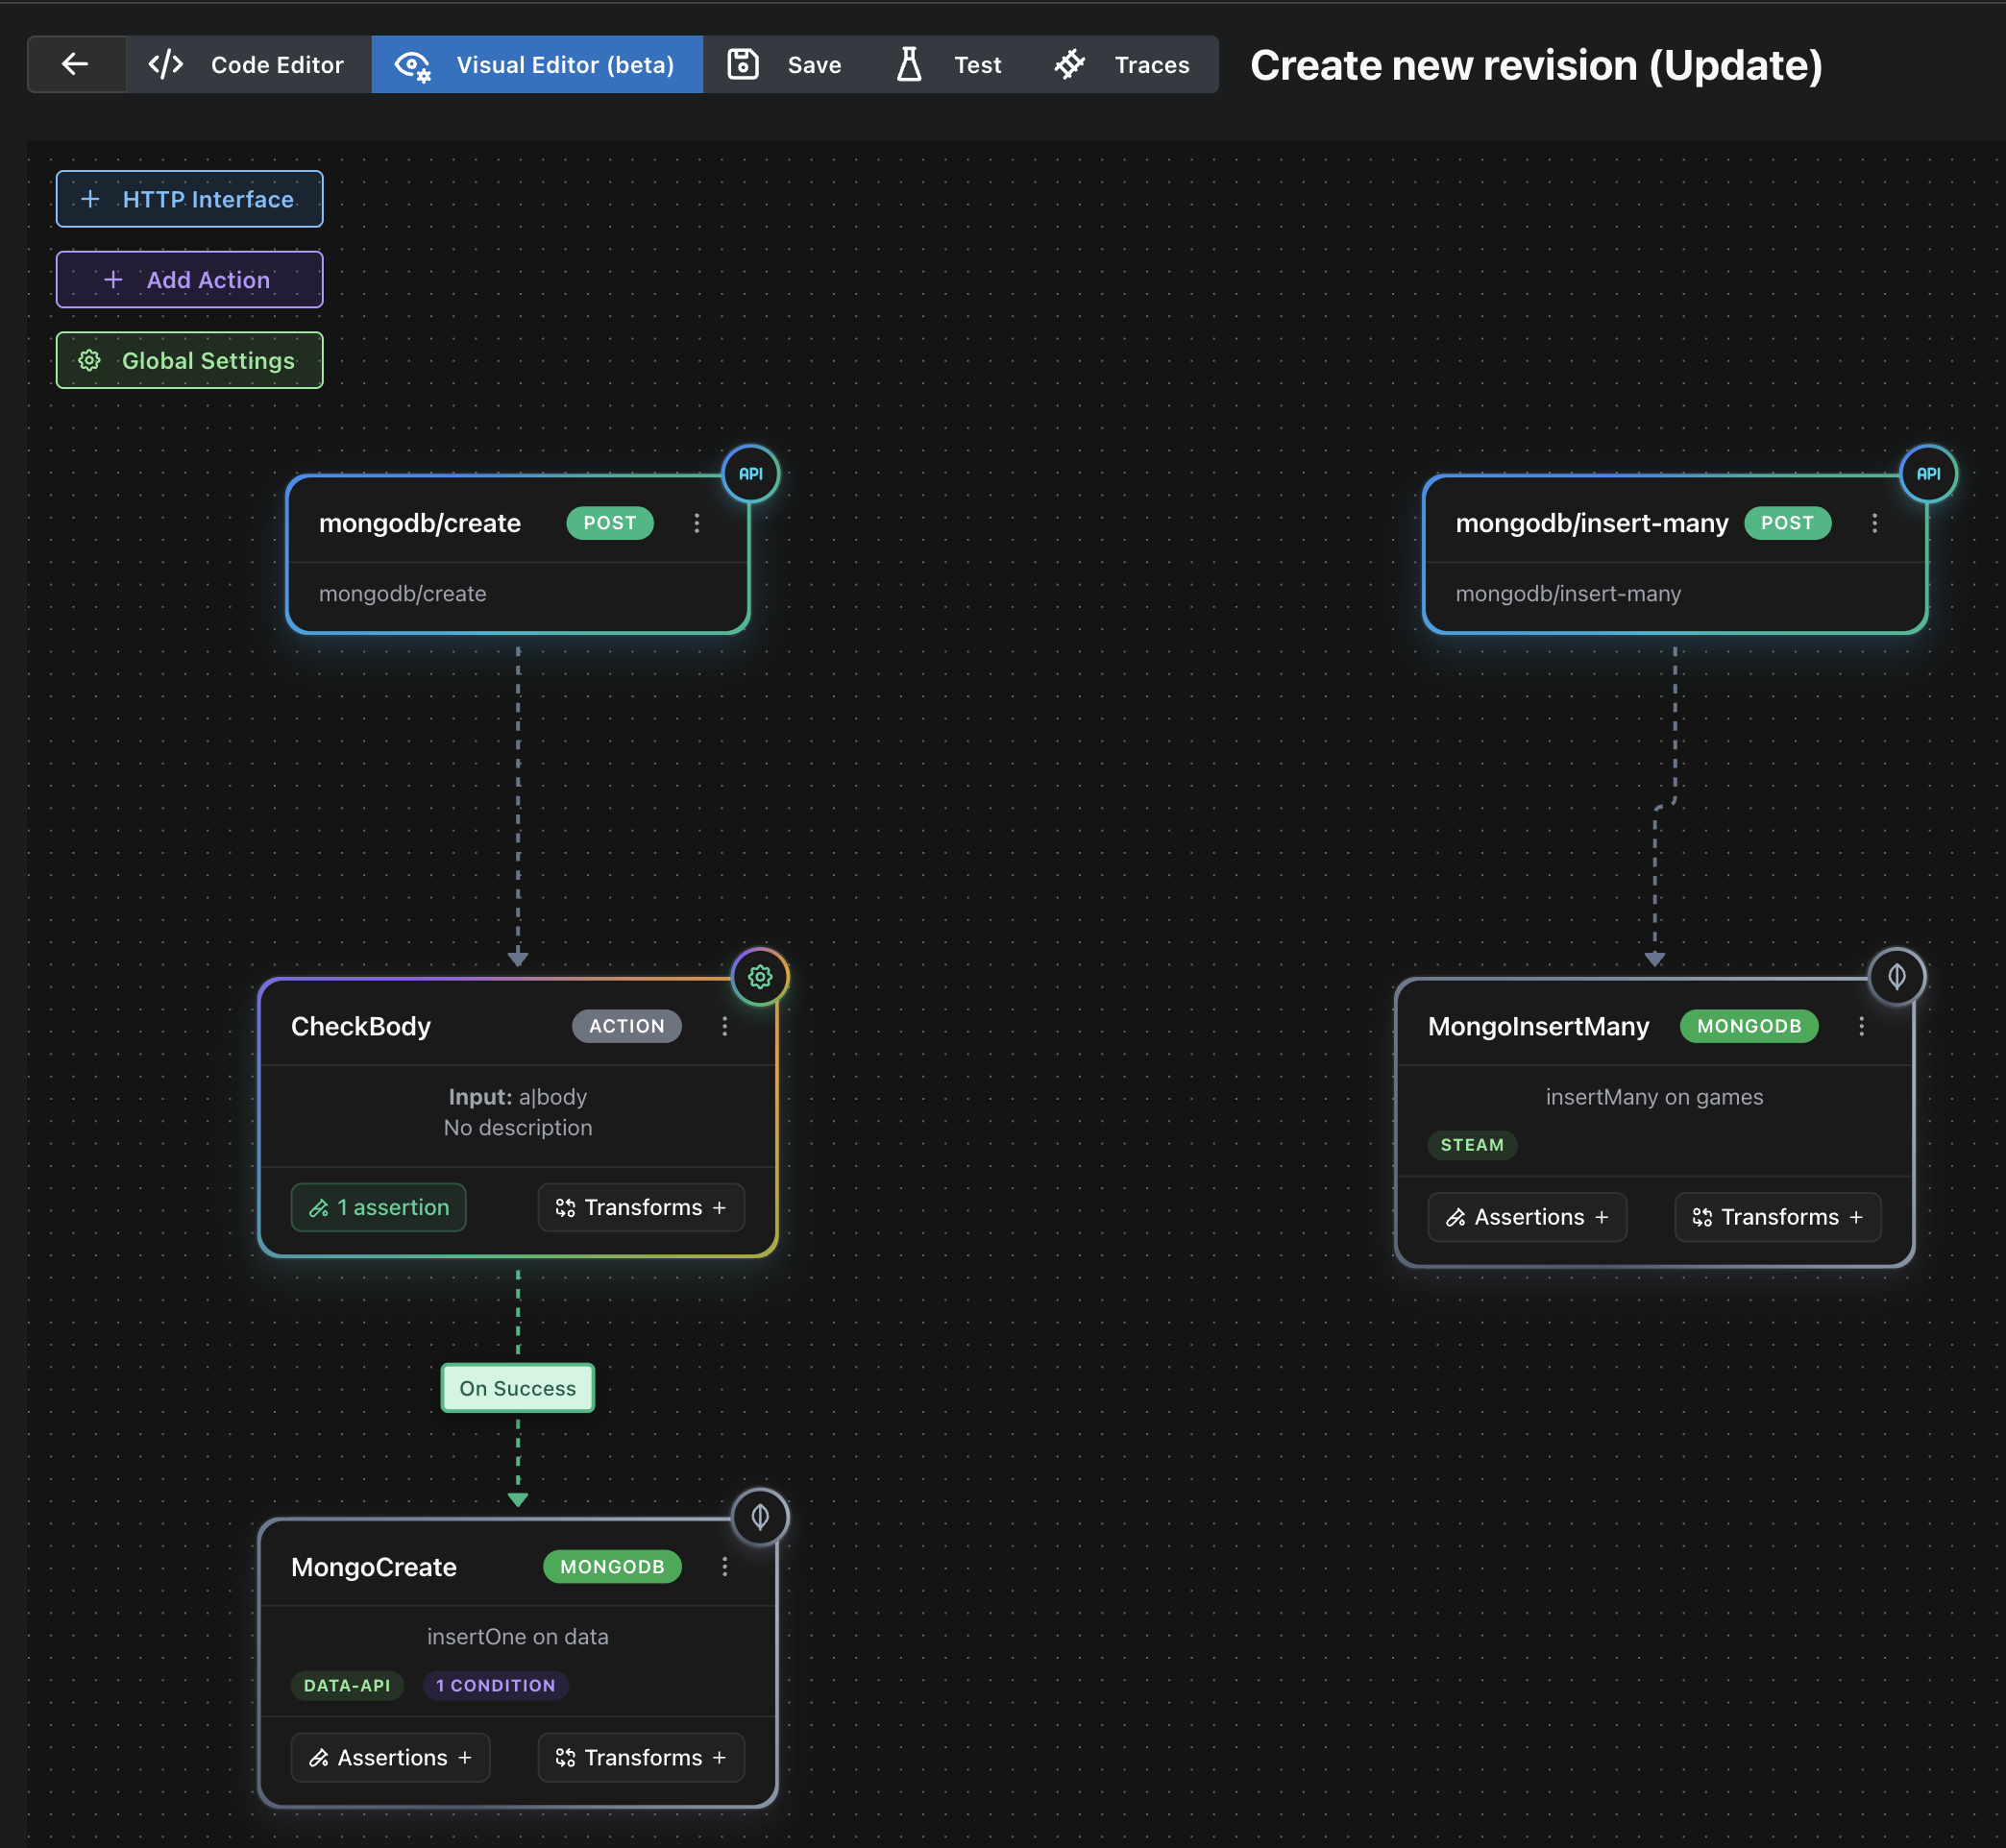 Code Editor
Visual Editor (beta)
Save
Test
Traces
Create new revision (Update)
+ HTTP Interface
+ Add Action
Global Settings
API
mongodb/create
POST
mongodb/create
API
mongodb/insert-many
POST
mongodb/insert-many
CheckBody
ACTION
Input: a|body
No description
1 assertion
Transforms +
MongoInsertMany
MONGODB
insertMany on games
STEAM
Assertions +
Transforms +
On Success
MongoCreate
MONGODB
insertOne on data
DATA-API
1 CONDITION
Assertions +
Transforms +